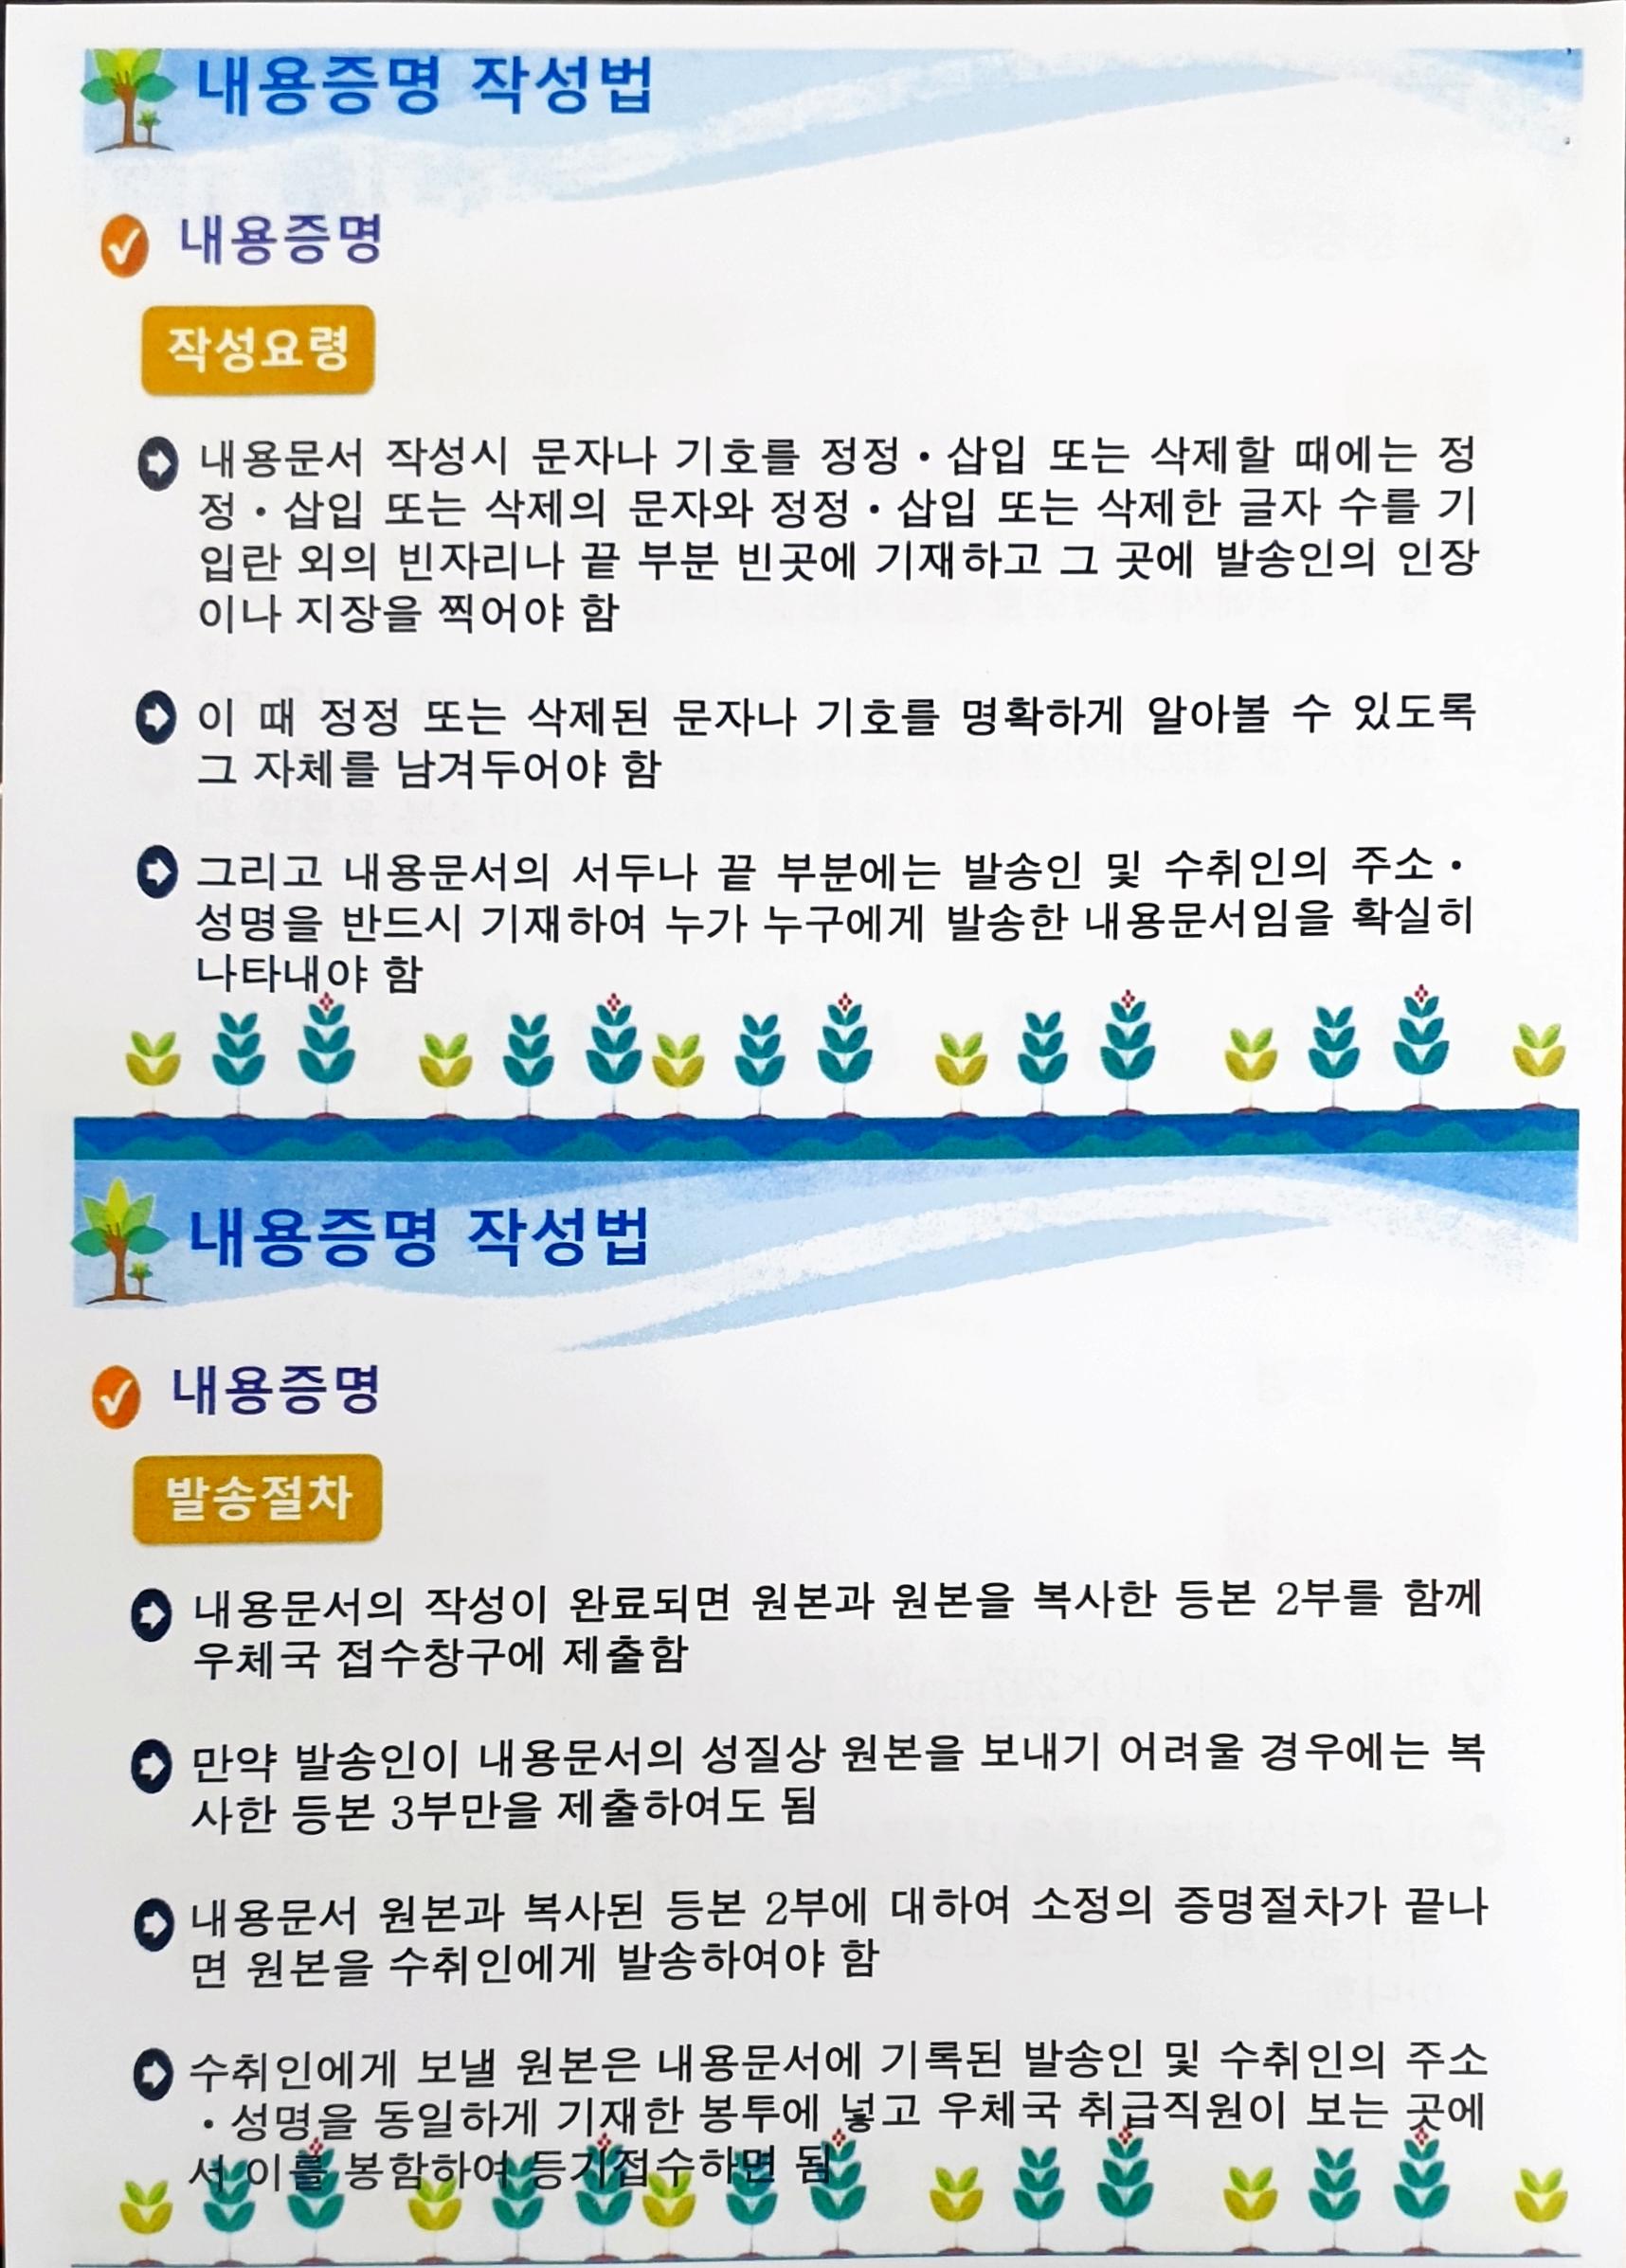 내용증명 작성법
내용증명
작성요령
내용문서 작성시 문자나 기호를 정정・삽입 또는 삭제할 때에는 정
정・삽입 또는 삭제의 문자와 정정・삽입 또는 삭제한 글자 수를 기
입란 외의 빈자리나 끝 부분 빈곳에 기재하고 그 곳에 발송인의 인장
이나 지장을 찍어야 함
이 때 정정 또는 삭제된 문자나 기호를 명확하게 알아볼 수 있도록
그 자체를 남겨두어야 함
그리고 내용문서의 서두나 끝 부분에는 발송인 및 수취인의 주소・
성명을 반드시 기재하여 누가 누구에게 발송한 내용문서임을 확실히
나타내야 함
내용증명 작성법
내용증명
발송절차
내용문서의 작성이 완료되면 원본과 원본을 복사한 등본 2부를 함께
우체국 접수창구에 제출함
만약 발송인이 내용문서의 성질상 원본을 보내기 어려울 경우에는 복
사한 등본 3부만을 제출하여도 됨
내용문서 원본과 복사된 등본 2부에 대하여 소정의 증명절차가 끝나
면 원본을 수취인에게 발송하여야 함
수취인에게 보낼 원본은 내용문서에 기록된 발송인 및 수취인의 주소
・성명을 동일하게 기재한 봉투에 넣고 우체국 취급직원이 보는 곳에
서 이를 봉함하여 등기접수하면 됨